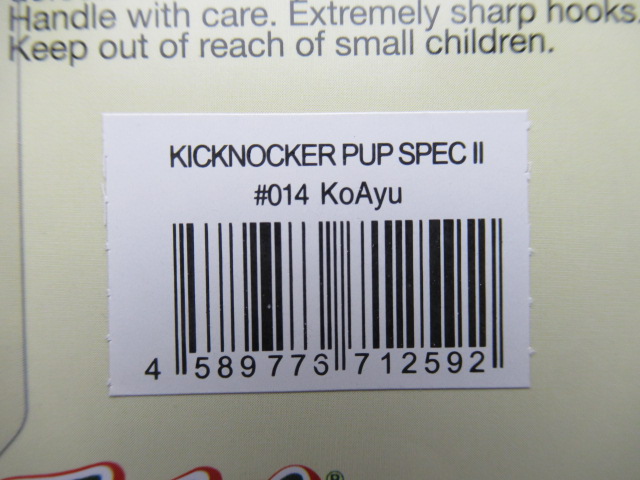 Handle with care. Extremely sharp hooks.
Keep out of reach of small children.
KICKNOCKER PUP SPEC II
#014 KoAyu
4 589776 712592
®